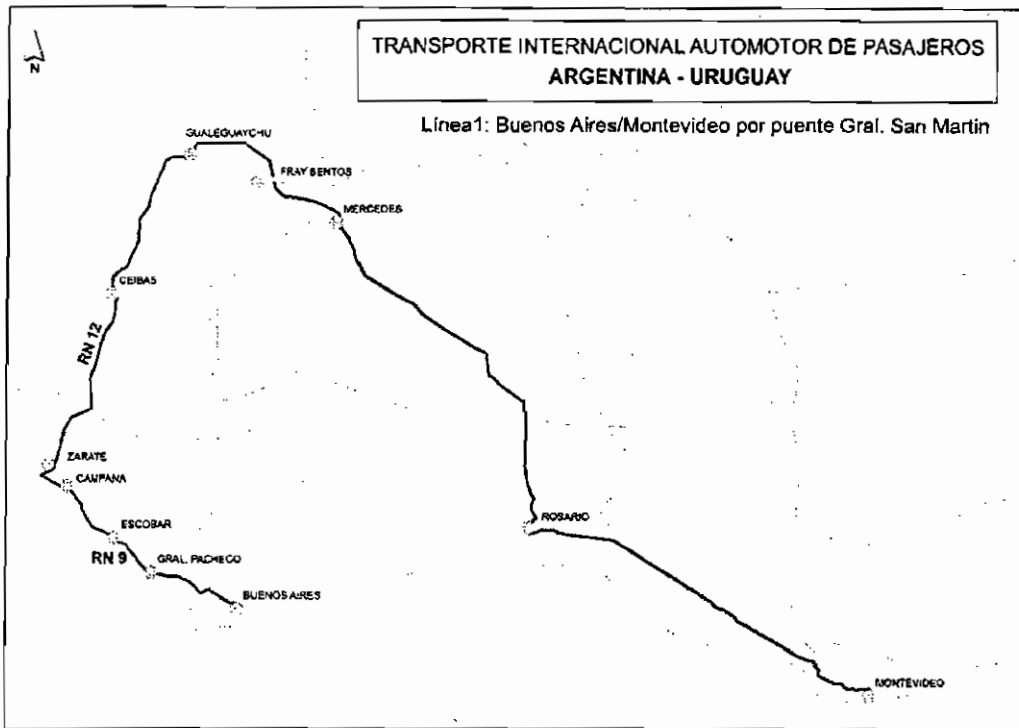 TRANSPORTE INTERNACIONAL AUTOMOTOR DE PASAJEROS
ARGENTINA - URUGUAY
Línea1: Buenos Aires/Montevideo por puente Gral. San Martin
N
GUALEGUAYCHU
FRAY BENTOS
MERCEDES
CEIBAS
RN 12
ZARATE
CAMPANA
ESCOBAR
RN 9
GRAL. PACHECO
BUENOS AIRES
ROSARIO
MONTEVIDEO